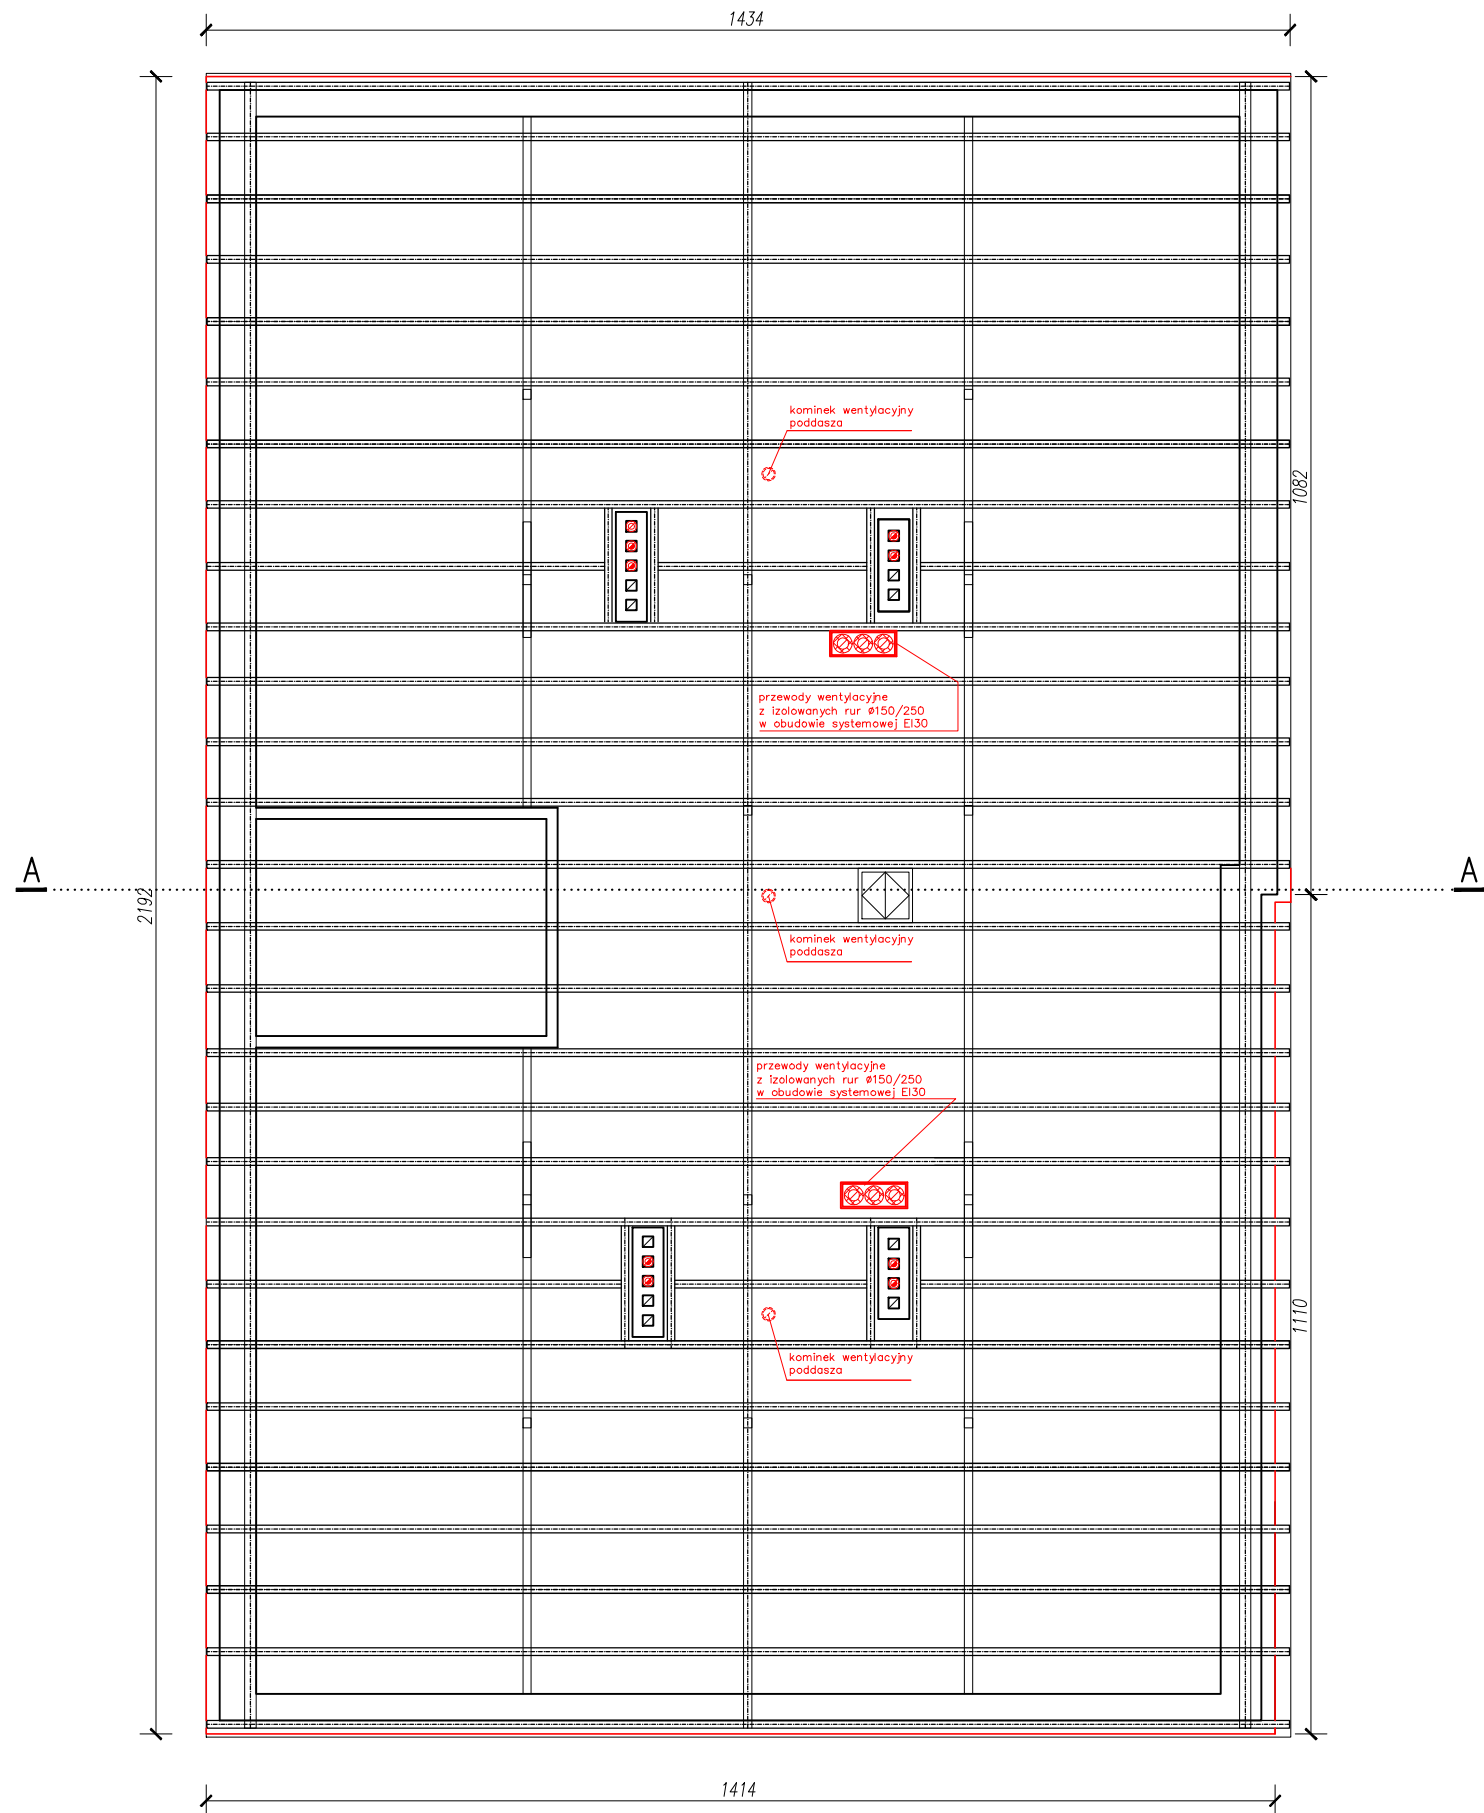 1434
kominek wentylacyjny
poddasza
1082
przewody wentylacyjne
z izolowanych rur ø150/250
w obudowie systemowej EI30
A
A
2192
kominek wentylacyjny
poddasza
przewody wentylacyjne
z izolowanych rur ø150/250
w obudowie systemowej EI30
1110
kominek wentylacyjny
poddasza
1414